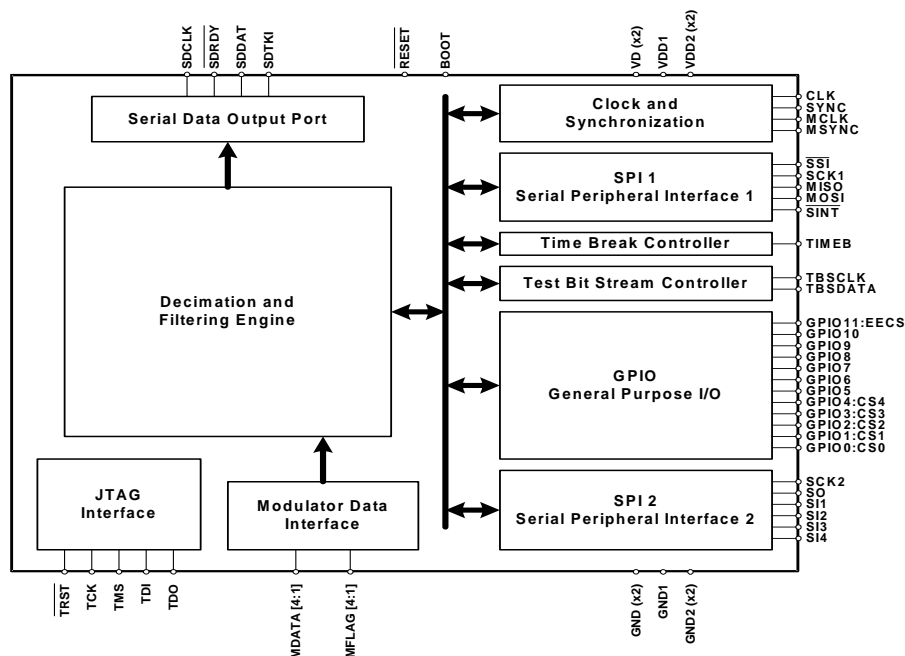 SDCLK
SDRDY
SDDAT
SDTKI
RESET
BOOT
VD (x2)
VDD1
VDD2 (x2)
Serial Data Output Port
Clock and
Synchronization
CLK
SYNC
MCLK
MSYNC
SPI 1
Serial Peripheral Interface 1
SSI
SCK1
MISO
MOSI
SINT
Time Break Controller
TIMEB
Test Bit Stream Controller
TBSCLK
TBSDATA
Decimation and
Filtering Engine
GPIO
General Purpose I/O
GPIO11:EECS
GPIO10
GPIO9
GPIO8
GPIO7
GPIO6
GPIO5
GPIO4:CS4
GPIO3:CS3
GPIO2:CS2
GPIO1:CS1
GPIO0:CS0
JTAG
Interface
Modulator Data
Interface
SPI 2
Serial Peripheral Interface 2
SCK2
SO
SI1
SI2
SI3
SI4
TRST
TCK
TMS
TDI
TDO
MDATA [4:1]
MFLAG [4:1]
GND (x2)
GND1
GND2 (x2)